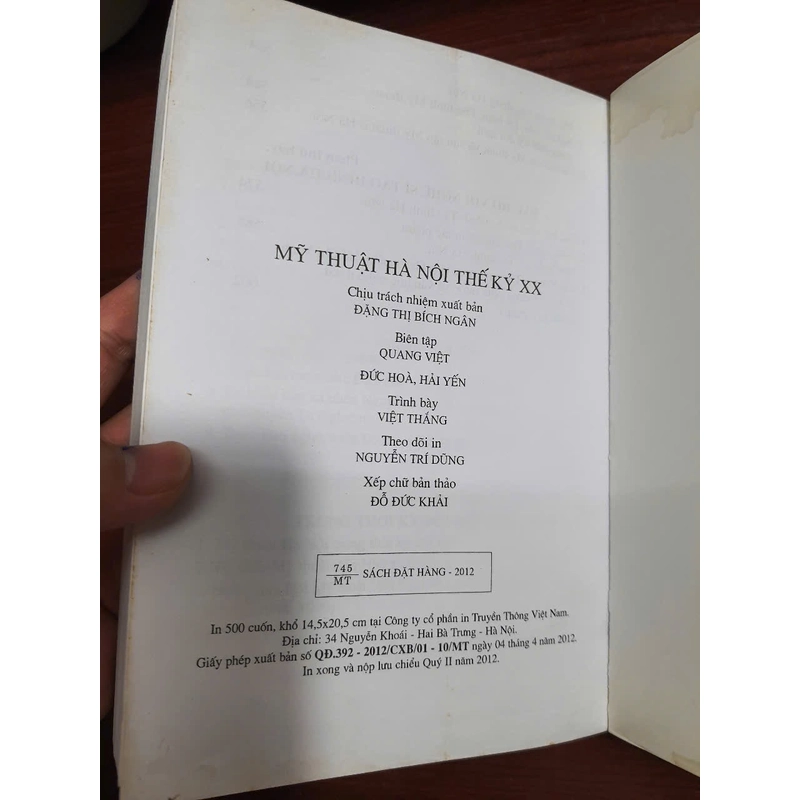 MỸ THUẬT HÀ NỘI THẾ KỶ XX
Chịu trách nhiệm xuất bản
ĐẶNG THỊ BÍCH NGÂN
Biên tập
QUANG VIỆT
ĐỨC HOÀ, HẢI YẾN
Trình bày
VIỆT THẮNG
Theo dõi in
NGUYỄN TRÍ DŨNG
Xếp chữ bản thảo
ĐỖ ĐỨC KHẢI
745
MT
SÁCH ĐẶT HÀNG - 2012
In 500 cuốn, khổ 14,5x20,5 cm tại Công ty cổ phần in Truyền Thông Việt Nam.
Địa chỉ: 34 Nguyễn Khoái - Hai Bà Trưng - Hà Nội.
Giấy phép xuất bản số QĐ.392 - 2012/CXB/01 - 10/MT ngày 04 tháng 4 năm 2012.
In xong và nộp lưu chiểu Quý II năm 2012.